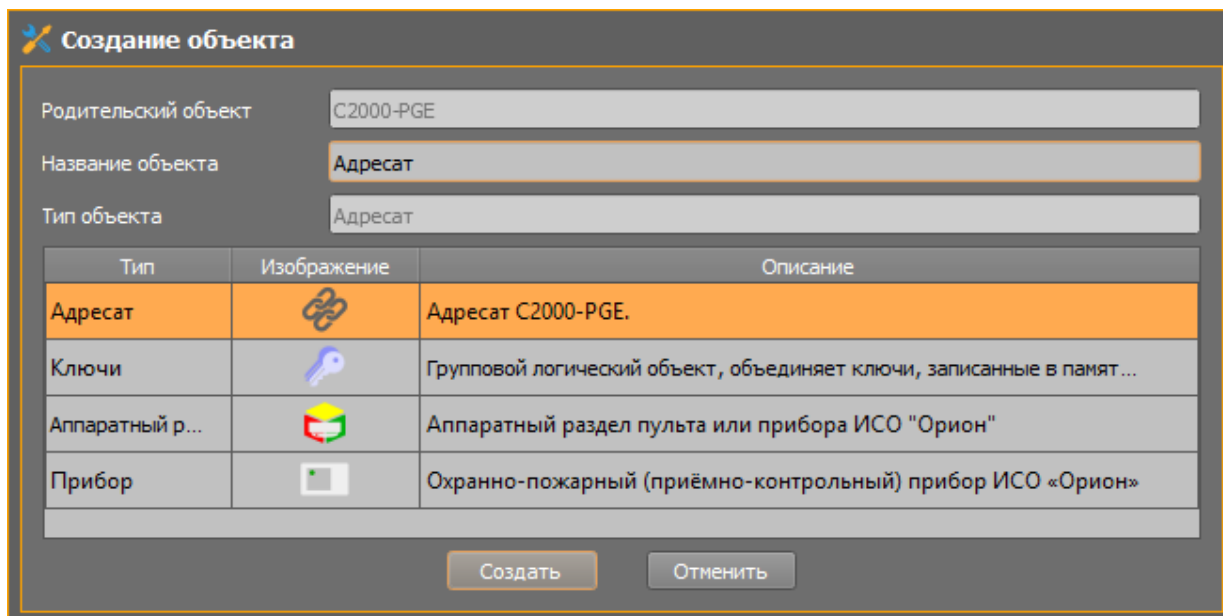 Создание объекта
Родительский объект C2000-PGE
Название объекта Адресат
Тип объекта Адресат
Тип Изображение Описание
Адресат Адресат C2000-PGE.
Ключи Групповой логический объект, объединяет ключи, записанные в памят...
Аппаратный р... Аппаратный раздел пульта или прибора ИСО "Орион"
Прибор Охранно-пожарный (приёмно-контрольный) прибор ИСО «Орион»
Создать Отменить